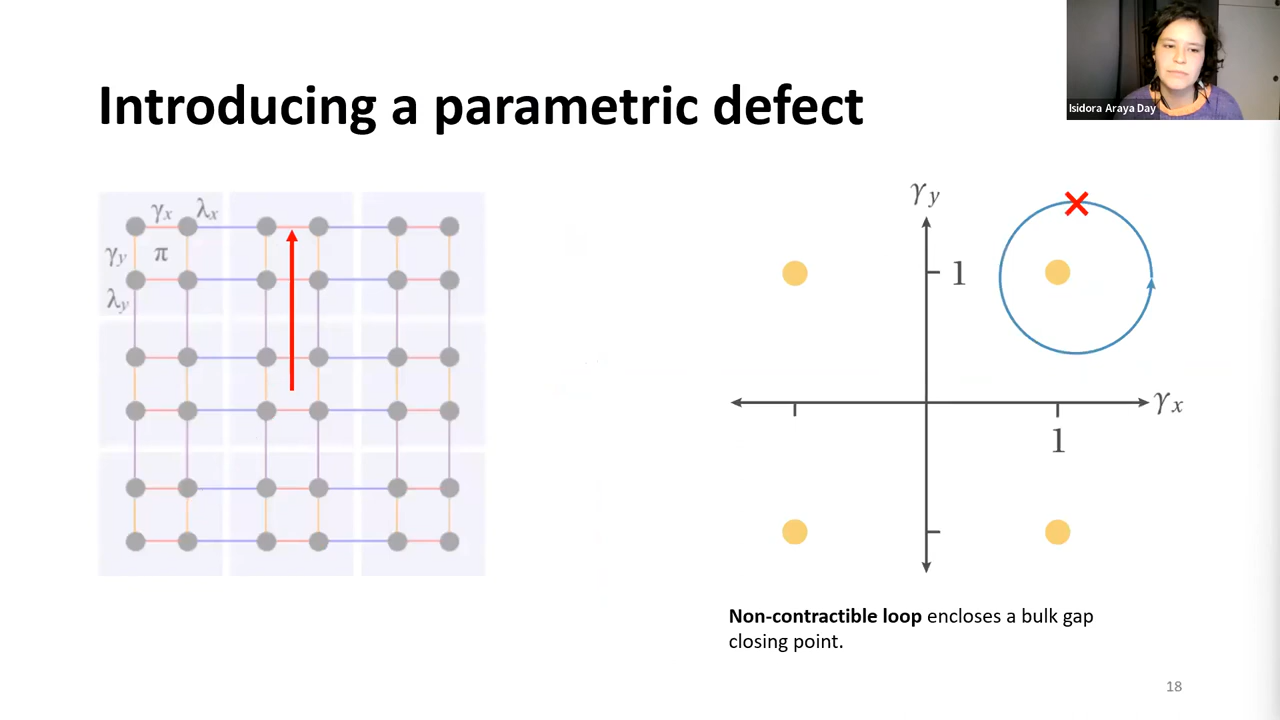 Introducing a parametric defect
Isidora Araya Day
γx λx
γy π
λy
γy
1
γx
1
Non-contractible loop encloses a bulk gap
closing point.
18